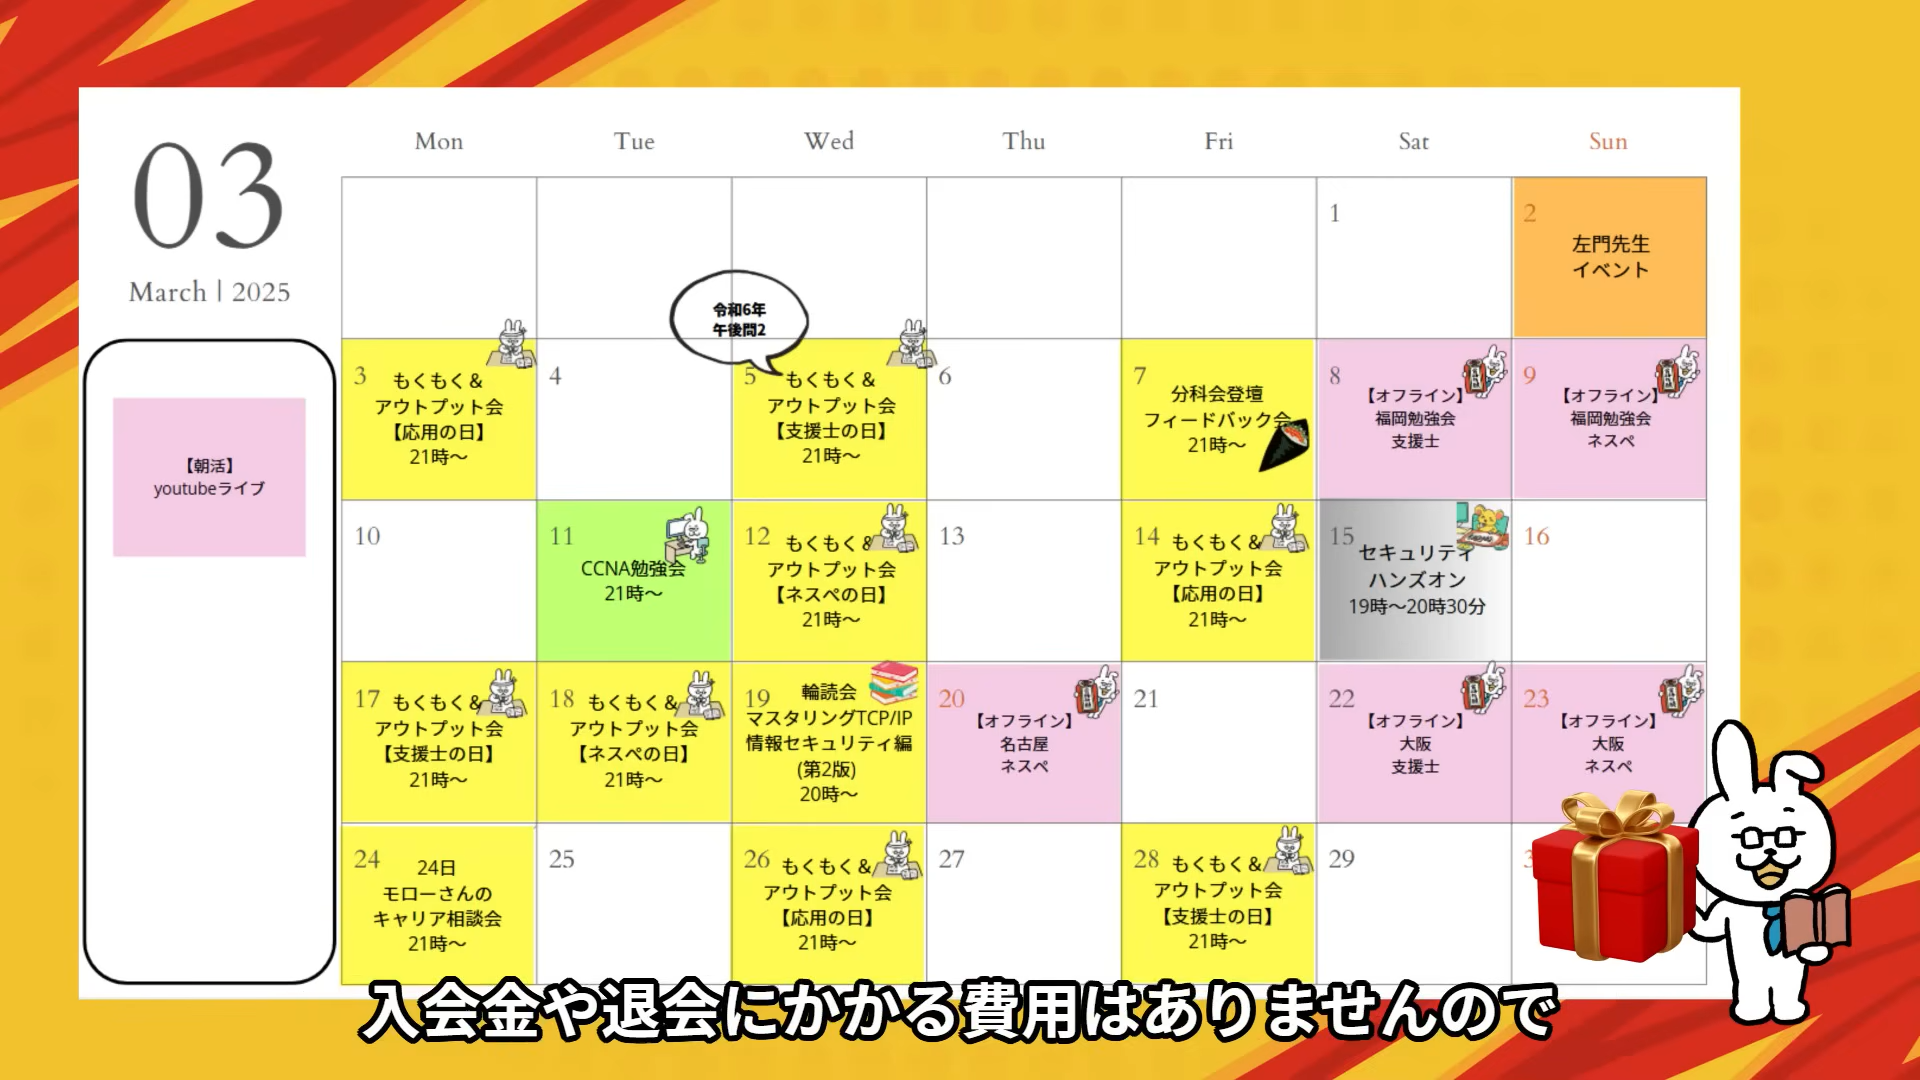 03
March | 2025
【朝活】
youtubeライブ
Mon Tue Wed Thu Fri Sat Sun
1
2
左門先生
イベント
令和6年
午後問2
3
もくもく＆
アウトプット会
【応用の日】
21時〜
4
5
もくもく＆
アウトプット会
【支援士の日】
21時〜
6
7
分科会登壇
フィードバック会
21時〜
8
【オフライン】
福岡勉強会
支援士
9
【オフライン】
福岡勉強会
ネスペ
10
11
CCNA勉強会
21時〜
12
もくもく&
アウトプット会
【ネスペの日】
21時〜
13
14
もくもく&
アウトプット会
【応用の日】
21時〜
15
セキュリティ
ハンズオン
19時〜20時30分
16
17
もくもく&
アウトプット会
【支援士の日】
21時〜
18
もくもく&
アウトプット会
【ネスペの日】
21時〜
19
輪読会
マスタリングTCP/IP
情報セキュリティ編
(第2版)
20時〜
20
【オフライン】
名古屋
ネスペ
21
22
【オフライン】
大阪
支援士
23
【オフライン】
大阪
ネスペ
24
24日
モローさんの
キャリア相談会
21時〜
25
26
もくもく&
アウトプット会
【応用の日】
21時〜
27
28
もくもく&
アウトプット会
【支援士の日】
21時〜
29
入会金や退会にかかる費用はありませんので